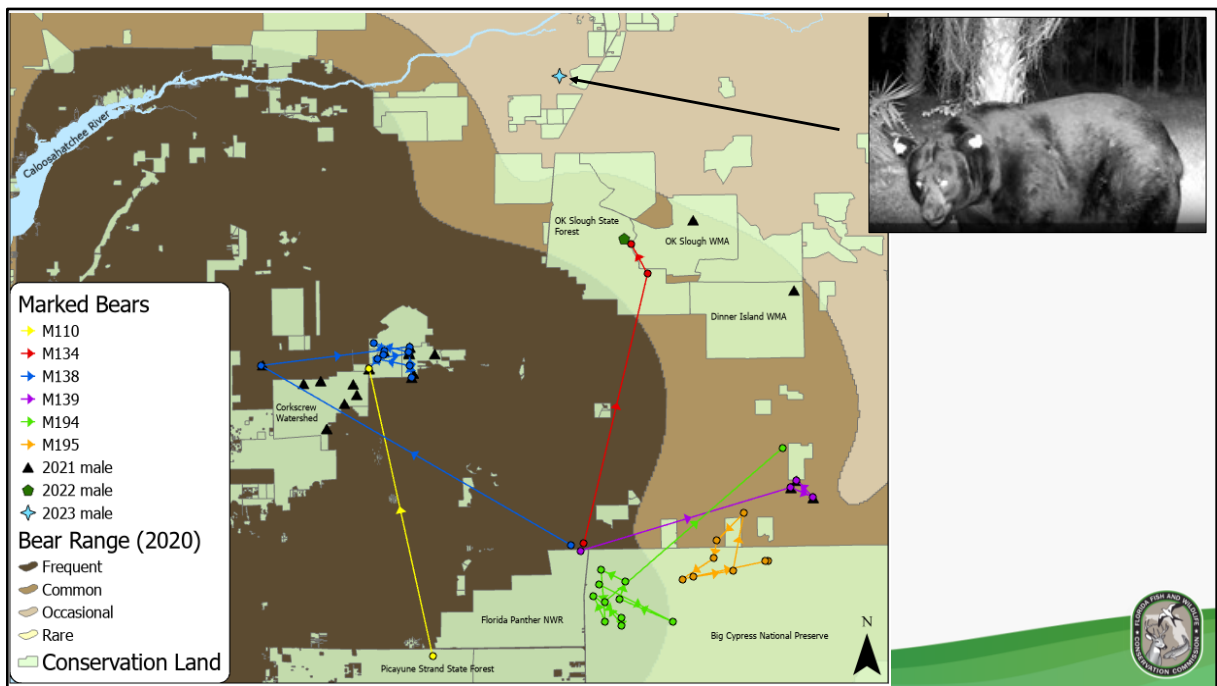 Caloosahatchee River
OK Slough State
Forest
OK Slough WMA
Dinner Island WMA
Marked Bears
M110
M134
M138
M139
M194
M195
2021 male
2022 male
2023 male
Bear Range (2020)
Frequent
Common
Occasional
Rare
Conservation Land
Corkscrew
Watershed
Florida Panther NWR
Picayune Strand State Forest
Big Cypress National Preserve
N
FLORIDA FISH AND WILDLIFE
CONSERVATION COMMISSION